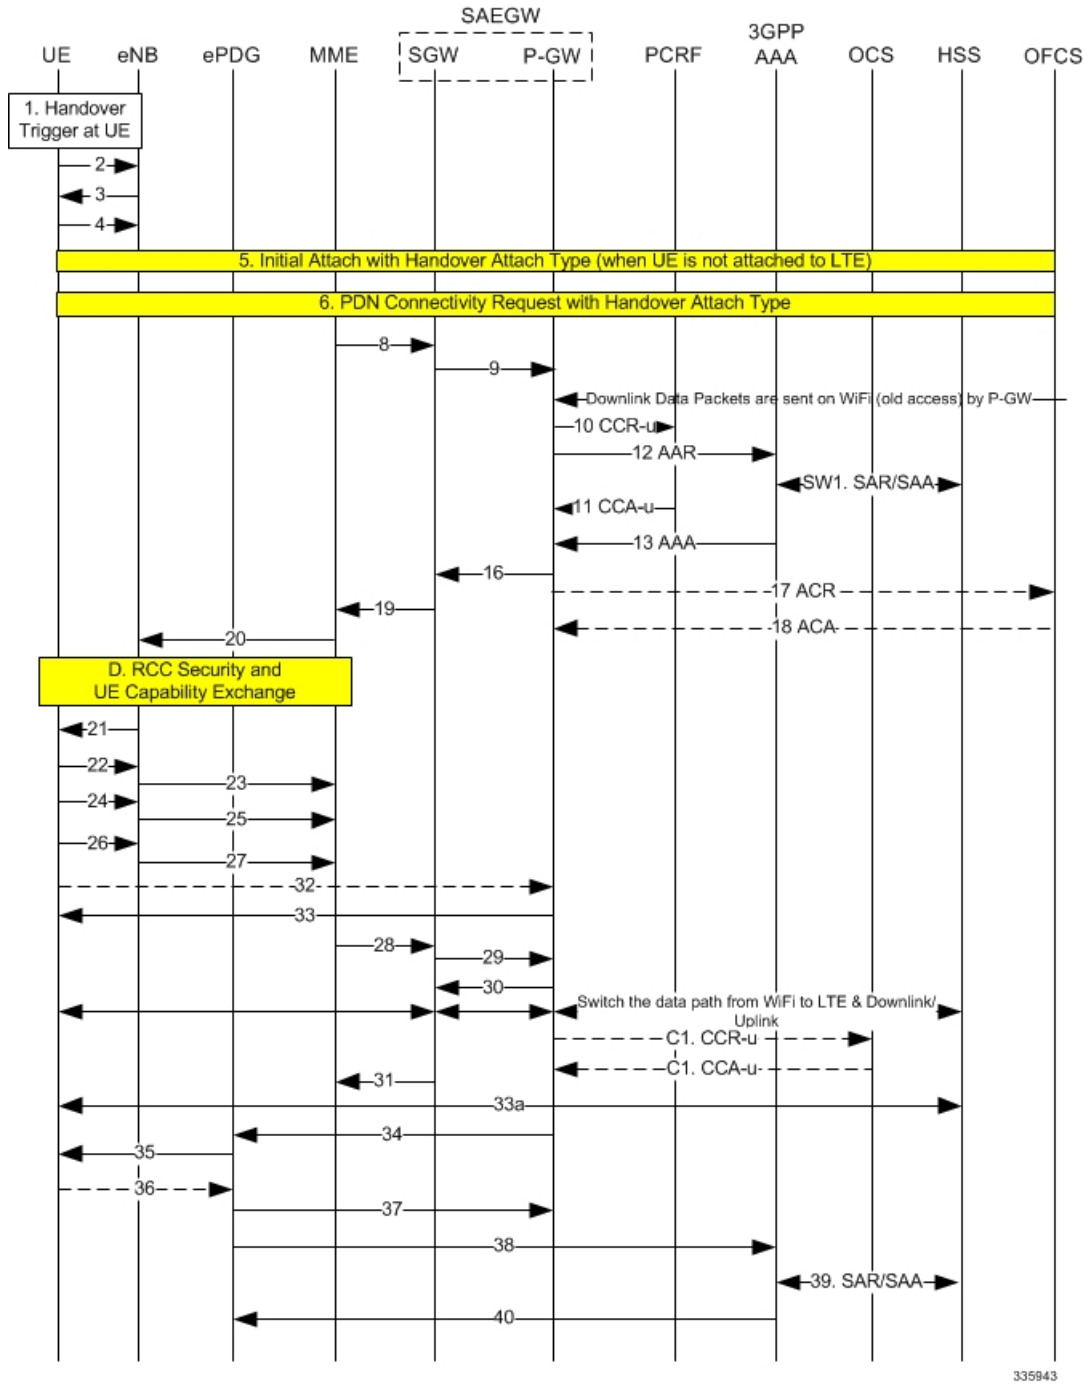 SAEGW
UE eNB ePDG MME SGW P-GW PCRF 3GPP AAA OCS HSS OFCS
1. Handover
Trigger at UE
2
3
4
5. Initial Attach with Handover Attach Type (when UE is not attached to LTE)
6. PDN Connectivity Request with Handover Attach Type
8
9
Downlink Data Packets are sent on WiFi (old access) by P-GW
10 CCR-u
12 AAR
SW1. SAR/SAA
11 CCA-u
13 AAA
16
17 ACR
19
18 ACA
20
D. RCC Security and
UE Capability Exchange
21
22
23
24
25
26
27
32
33
28
29
30
Switch the data path from WiFi to LTE & Downlink/
Uplink
C1. CCR-u
C1. CCA-u
31
33a
34
35
36
37
38
39. SAR/SAA
40
335943